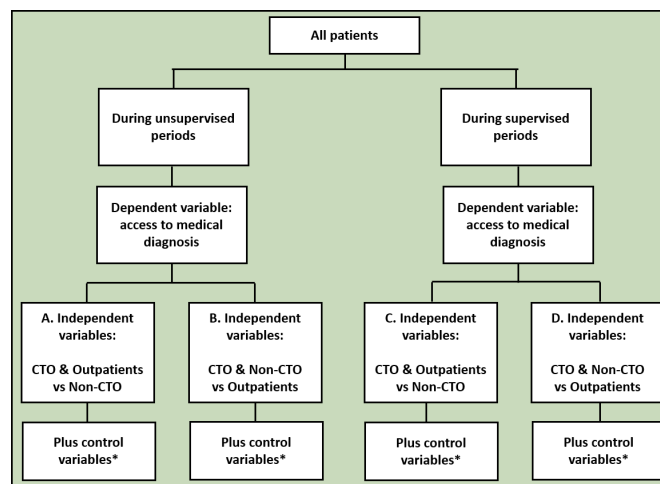 All patients
During unsupervised
periods
During supervised
periods
Dependent variable:
access to medical
diagnosis
Dependent variable:
access to medical
diagnosis
A. Independent
variables:
CTO & Outpatients
vs Non-CTO
B. Independent
variables:
CTO & Non-CTO
vs Outpatients
C. Independent
variables:
CTO & Outpatients
vs Non-CTO
D. Independent
variables:
CTO & Non-CTO
vs Outpatients
Plus control
variables*
Plus control
variables*
Plus control
variables*
Plus control
variables*